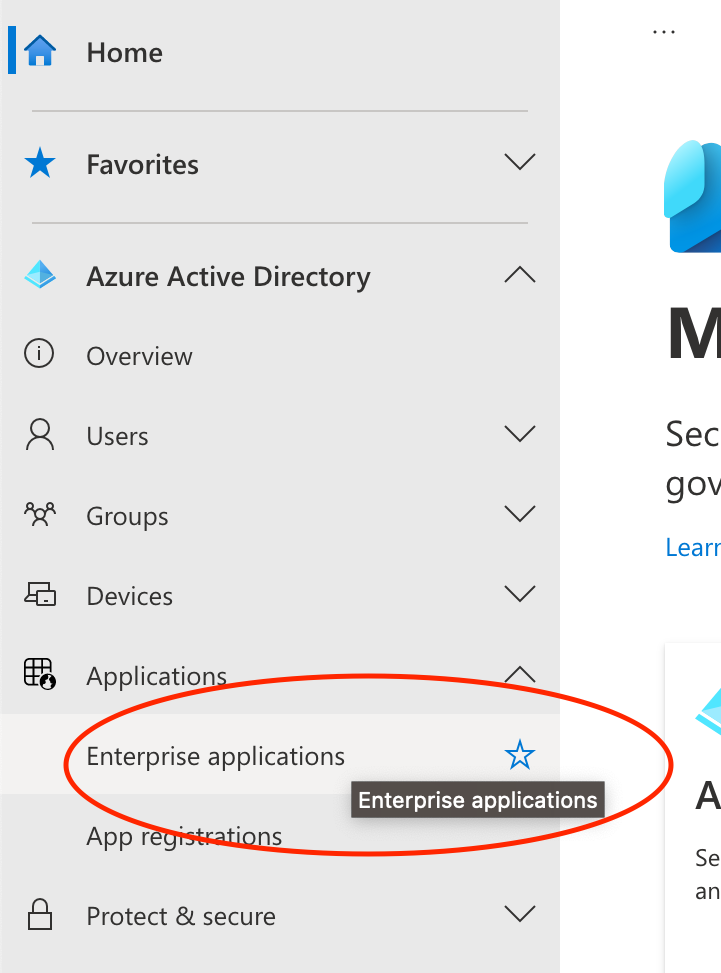 Home
Favorites
Azure Active Directory
Overview
Users
Groups
Devices
Applications
Enterprise applications
Enterprise applications
App registrations
Protect & secure
...
M
Sec
gov
Learn
A
Se
an